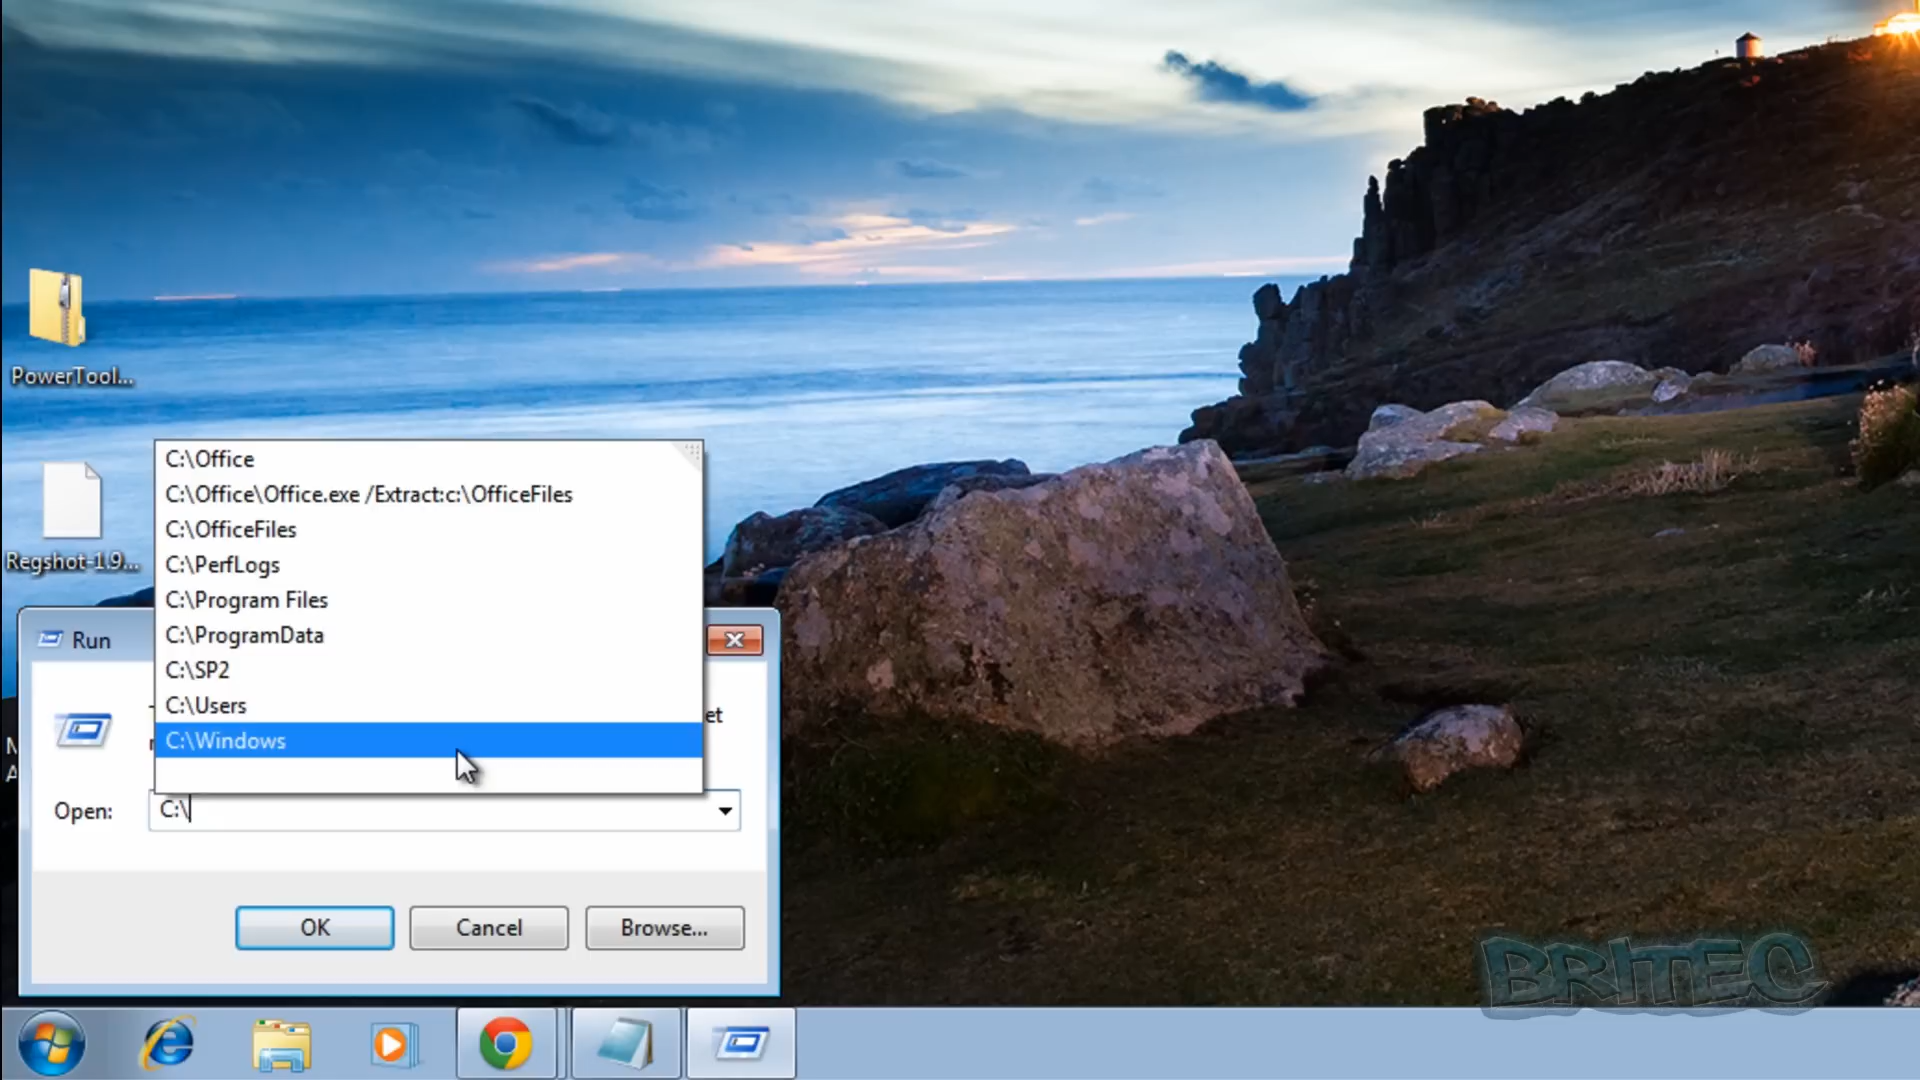 PowerTool...
Regshot-1.9...
C:\Office
C:\Office\Office.exe /Extract:c:\OfficeFiles
C:\OfficeFiles
C:\PerfLogs
C:\Program Files
C:\ProgramData
C:\SP2
C:\Users
C:\Windows
Run
et
Open:
C:\
OK
Cancel
Browse...
BRITEC